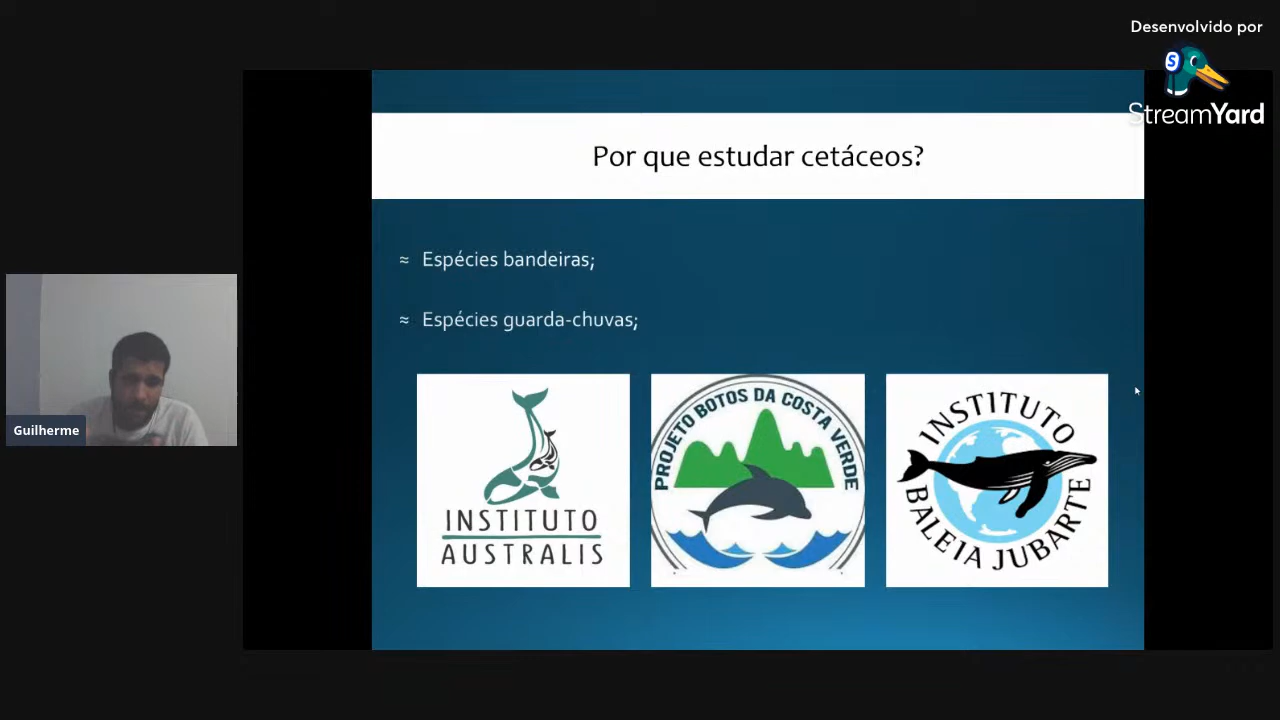 Desenvolvido por
S
StreamYard
Por que estudar cetáceos?
≈ Espécies bandeiras;
≈ Espécies guarda-chuvas;
Guilherme
INSTITUTO
AUSTRALIS
PROJETO BOTOS DA COSTA VERDE
INSTITUTO
BALEIA JUBARTE